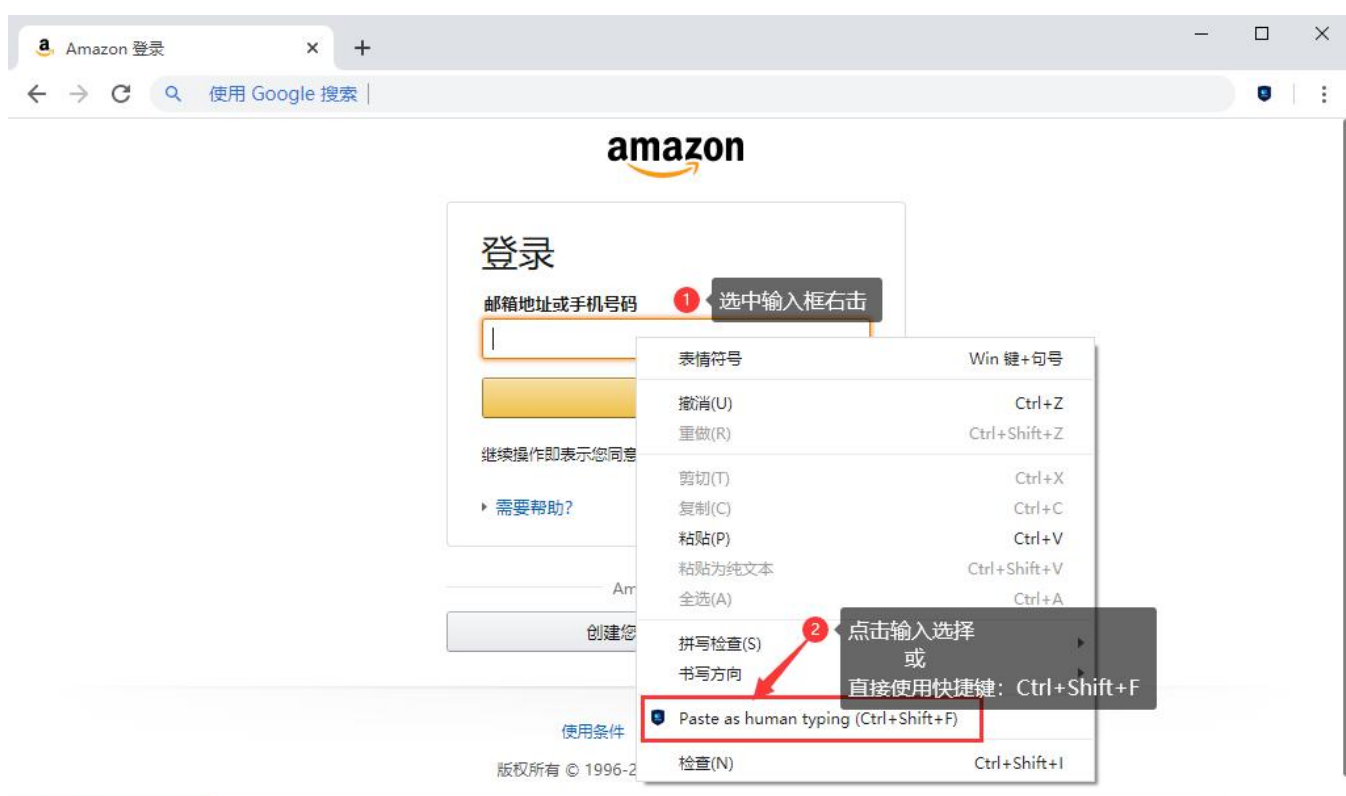 Amazon 登录
使用 Google 搜索
amazon
登录
邮箱地址或手机号码
1 选中输入框右击
表情符号 Win 键+句号
撤消(U) Ctrl+Z
重做(R) Ctrl+Shift+Z
继续操作即表示您同意
剪切(T) Ctrl+X
需要帮助?
复制(C) Ctrl+C
粘贴(P) Ctrl+V
粘贴为纯文本 Ctrl+Shift+V
Am
全选(A) Ctrl+A
创建您
拼写检查(S)
2 点击输入选择
或
书写方向
直接使用快捷键：Ctrl+Shift+F
Paste as human typing (Ctrl+Shift+F)
使用条件
版权所有 © 1996-2
检查(N) Ctrl+Shift+I